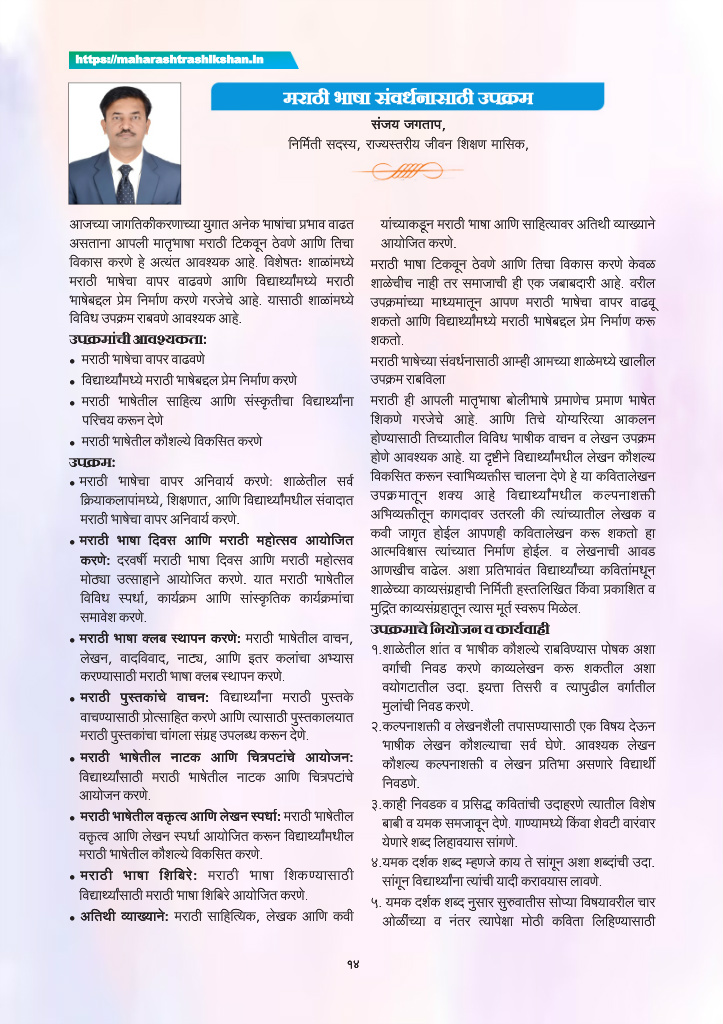 https://maharashtrashikshan.in
मराठी भाषा संवर्धनासाठी उपक्रम
संजय जगताप,
निर्मिती सदस्य, राज्यस्तरीय जीवन शिक्षण मासिक,
आजच्या जागतिकीकरणाच्या युगात अनेक भाषांचा प्रभाव वाढत
असताना आपली मातृभाषा मराठी टिकवून ठेवणे आणि तिचा
विकास करणे हे अत्यंत आवश्यक आहे. विशेषतः शाळांमध्ये
मराठी भाषेचा वापर वाढवणे आणि विद्यार्थ्यांमध्ये मराठी
भाषेबद्दल प्रेम निर्माण करणे गरजेचे आहे. यासाठी शाळांमध्ये
विविध उपक्रम राबवणे आवश्यक आहे.
उपक्रमांची आवश्यकता:
• मराठी भाषेचा वापर वाढवणे
• विद्यार्थ्यांमध्ये मराठी भाषेबद्दल प्रेम निर्माण करणे
• मराठी भाषेतील साहित्य आणि संस्कृतीचा विद्यार्थ्यांना
परिचय करून देणे
• मराठी भाषेतील कौशल्ये विकसित करणे
उपक्रम:
• मराठी भाषेचा वापर अनिवार्य करणे: शाळेतील सर्व
क्रियाकलापांमध्ये, शिक्षणात, आणि विद्यार्थ्यांमधील संवादात
मराठी भाषेचा वापर अनिवार्य करणे.
• मराठी भाषा दिवस आणि मराठी महोत्सव आयोजित
करणे: दरवर्षी मराठी भाषा दिवस आणि मराठी महोत्सव
मोठ्या उत्साहाने आयोजित करणे. यात मराठी भाषेतील
विविध स्पर्धा, कार्यक्रम आणि सांस्कृतिक कार्यक्रमांचा
समावेश करणे.
• मराठी भाषा क्लब स्थापन करणे: मराठी भाषेतील वाचन,
लेखन, वादविवाद, नाट्य, आणि इतर कलांचा अभ्यास
करण्यासाठी मराठी भाषा क्लब स्थापन करणे.
• मराठी पुस्तकांचे वाचन: विद्यार्थ्यांना मराठी पुस्तके
वाचण्यासाठी प्रोत्साहित करणे आणि त्यासाठी पुस्तकालयात
मराठी पुस्तकांचा चांगला संग्रह उपलब्ध करून देणे.
• मराठी भाषेतील नाटक आणि चित्रपटांचे आयोजन:
विद्यार्थ्यांसाठी मराठी भाषेतील नाटक आणि चित्रपटांचे
आयोजन करणे.
• मराठी भाषेतील वक्तृत्व आणि लेखन स्पर्धा: मराठी भाषेतील
वक्तृत्व आणि लेखन स्पर्धा आयोजित करून विद्यार्थ्यांमधील
मराठी भाषेतील कौशल्ये विकसित करणे.
• मराठी भाषा शिबिरे: मराठी भाषा शिकण्यासाठी
विद्यार्थ्यांसाठी मराठी भाषा शिबिरे आयोजित करणे.
• अतिथी व्याख्याने: मराठी साहित्यिक, लेखक आणि कवी
यांच्याकडून मराठी भाषा आणि साहित्यावर अतिथी व्याख्याने
आयोजित करणे.
मराठी भाषा टिकवून ठेवणे आणि तिचा विकास करणे केवळ
शाळेचीच नाही तर समाजाची ही एक जबाबदारी आहे. वरील
उपक्रमांच्या माध्यमातून आपण मराठी भाषेचा वापर वाढवू
शकतो आणि विद्यार्थ्यांमध्ये मराठी भाषेबद्दल प्रेम निर्माण करू
शकतो.
मराठी भाषेच्या संवर्धनासाठी आम्ही आमच्या शाळेमध्ये खालील
उपक्रम राबविला
मराठी ही आपली मातृभाषा बोलीभाषे प्रमाणेच प्रमाण भाषेत
शिकणे गरजेचे आहे. आणि तिचे योग्यरित्या आकलन
होण्यासाठी तिच्यातील विविध भाषीक वाचन व लेखन उपक्रम
होणे आवश्यक आहे. या दृष्टीने विद्यार्थ्यांमधील लेखन कौशल्य
विकसित करून स्वाभिव्यक्तीस चालना देणे हे या कवितालेखन
उपक्रमातून शक्य आहे विद्यार्थ्यांमधील कल्पनाशक्ती
अभिव्यक्तीतून कागदावर उतरली की त्यांच्यातील लेखक व
कवी जागृत होईल आपणही कवितालेखन करू शकतो हा
आत्मविश्वास त्यांच्यात निर्माण होईल. व लेखनाची आवड
आणखीच वाढेल. अशा प्रतिभावंत विद्यार्थ्यांच्या कवितांमधून
शाळेच्या काव्यसंग्रहाची निर्मिती हस्तलिखित किंवा प्रकाशित व
मुद्रित काव्यसंग्रहातून त्यास मूर्त स्वरूप मिळेल.
उपक्रमाचे नियोजन व कार्यवाही
१.शाळेतील शांत व भाषीक कौशल्ये राबविण्यास पोषक अशा
वर्गाची निवड करणे काव्यलेखन करू शकतील अशा
वयोगटातील उदा. इयत्ता तिसरी व त्यापुढील वर्गातील
मुलांची निवड करणे.
२.कल्पनाशक्ती व लेखनशैली तपासण्यासाठी एक विषय देऊन
भाषीक लेखन कौशल्याचा सर्व घेणे. आवश्यक लेखन
कौशल्य कल्पनाशक्ती व लेखन प्रतिभा असणारे विद्यार्थी
निवडणे.
३.काही निवडक व प्रसिद्ध कवितांची उदाहरणे त्यातील विशेष
बाबी व यमक समजावून देणे. गाण्यामध्ये किंवा शेवटी वारंवार
येणारे शब्द लिहावयास सांगणे.
४.यमक दर्शक शब्द म्हणजे काय ते सांगून अशा शब्दांची उदा.
सांगून विद्यार्थ्यांना त्यांची यादी करावयास लावणे.
५. यमक दर्शक शब्द नुसार सुरुवातीस सोप्या विषयावरील चार
ओळींच्या व नंतर त्यापेक्षा मोठी कविता लिहिण्यासाठी
१४